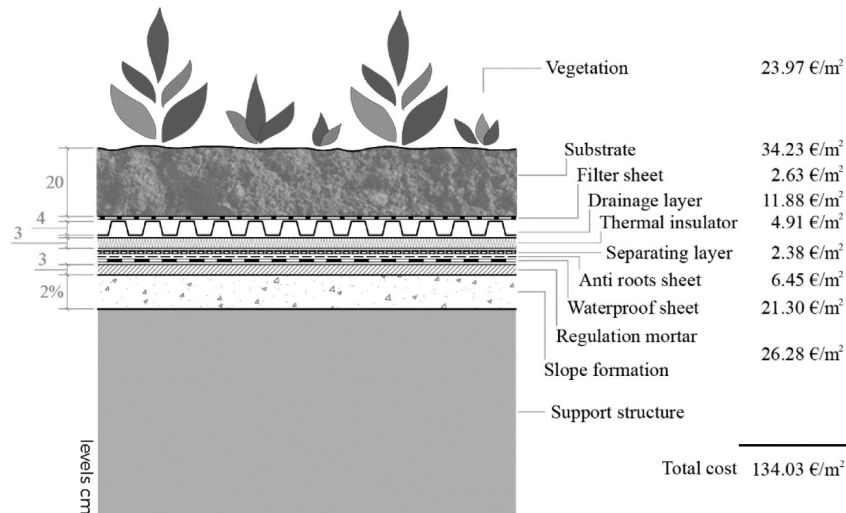 Vegetation 23.97 €/m²
Substrate 34.23 €/m²
Filter sheet 2.63 €/m²
20
Drainage layer 11.88 €/m²
4
Thermal insulator 4.91 €/m²
3
Separating layer 2.38 €/m²
3
Anti roots sheet 6.45 €/m²
2%
Waterproof sheet 21.30 €/m²
Regulation mortar
26.28 €/m²
Slope formation
Support structure
levels cm
Total cost 134.03 €/m²